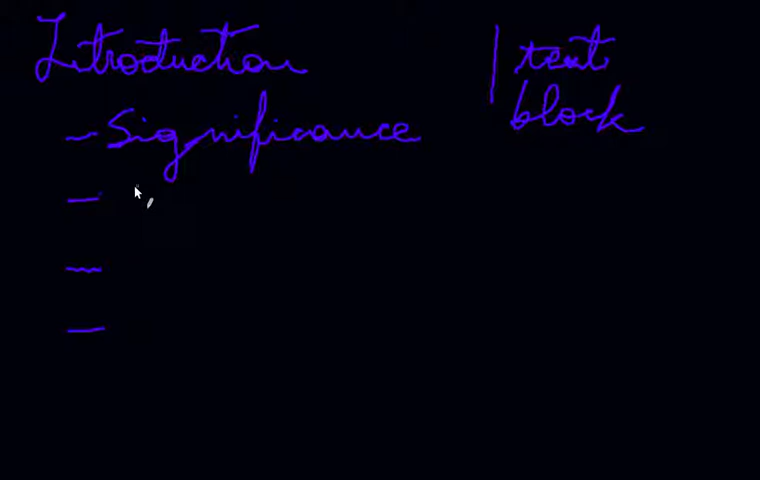 Introduction
- Significance
-
-
-
| text
block